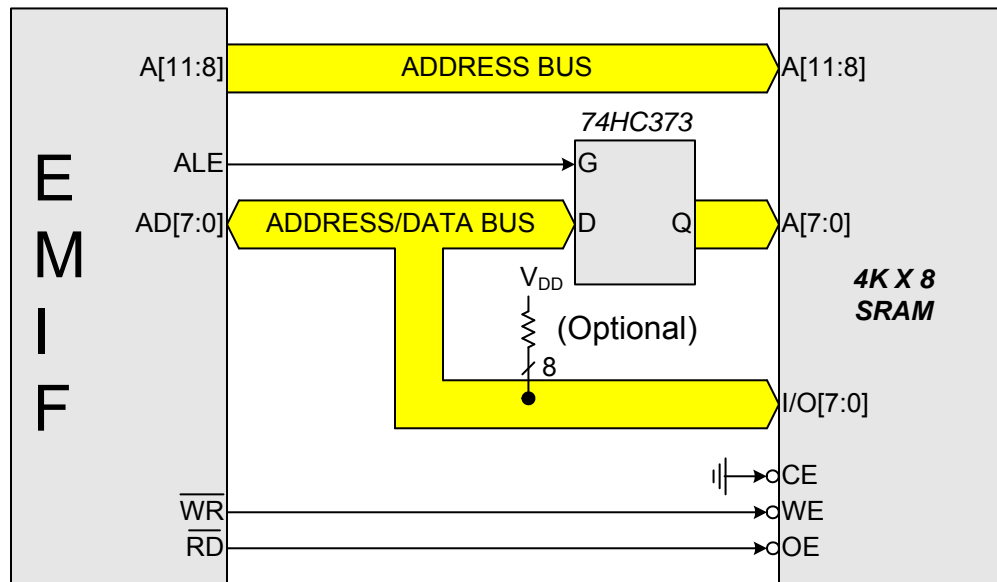 A[11:8]
ADDRESS BUS
A[11:8]
74HC373
ALE
G
E
M
I
F
AD[7:0]
ADDRESS/DATA BUS
D
Q
A[7:0]
VDD
(Optional)
8
4K X 8
SRAM
I/O[7:0]
CE
WR
WE
RD
OE